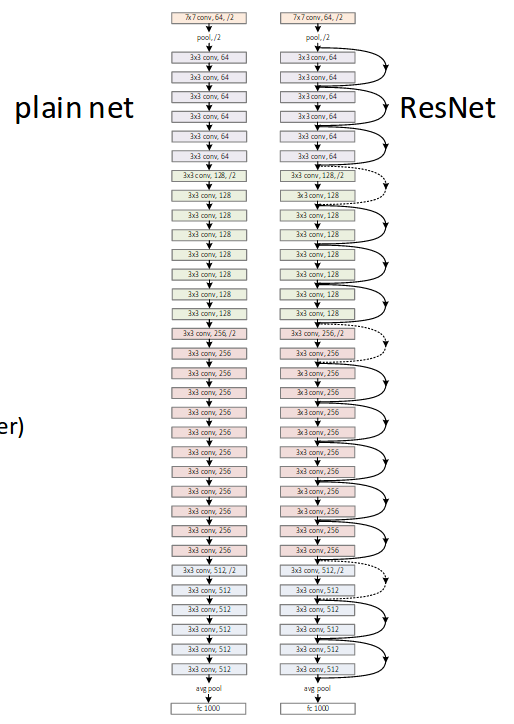 plain net
7x7 conv, 64, /2
pool, /2
3x3 conv, 64
3x3 conv, 64
3x3 conv, 64
3x3 conv, 64
3x3 conv, 64
3x3 conv, 64
3x3 conv, 128, /2
3x3 conv, 128
3x3 conv, 128
3x3 conv, 128
3x3 conv, 128
3x3 conv, 128
3x3 conv, 128
3x3 conv, 128
3x3 conv, 256, /2
3x3 conv, 256
3x3 conv, 256
3x3 conv, 256
3x3 conv, 256
3x3 conv, 256
3x3 conv, 256
3x3 conv, 256
3x3 conv, 256
3x3 conv, 256
3x3 conv, 256
3x3 conv, 256
3x3 conv, 512, /2
3x3 conv, 512
3x3 conv, 512
3x3 conv, 512
3x3 conv, 512
3x3 conv, 512
avg pool
fc 1000
ResNet
7x7 conv, 64, /2
pool, /2
3x3 conv, 64
3x3 conv, 64
3x3 conv, 64
3x3 conv, 64
3x3 conv, 64
3x3 conv, 64
3x3 conv, 128, /2
3x3 conv, 128
3x3 conv, 128
3x3 conv, 128
3x3 conv, 128
3x3 conv, 128
3x3 conv, 128
3x3 conv, 128
3x3 conv, 256, /2
3x3 conv, 256
3x3 conv, 256
3x3 conv, 256
3x3 conv, 256
3x3 conv, 256
3x3 conv, 256
3x3 conv, 256
3x3 conv, 256
3x3 conv, 256
3x3 conv, 256
3x3 conv, 256
3x3 conv, 512, /2
3x3 conv, 512
3x3 conv, 512
3x3 conv, 512
3x3 conv, 512
3x3 conv, 512
avg pool
fc 1000
er)